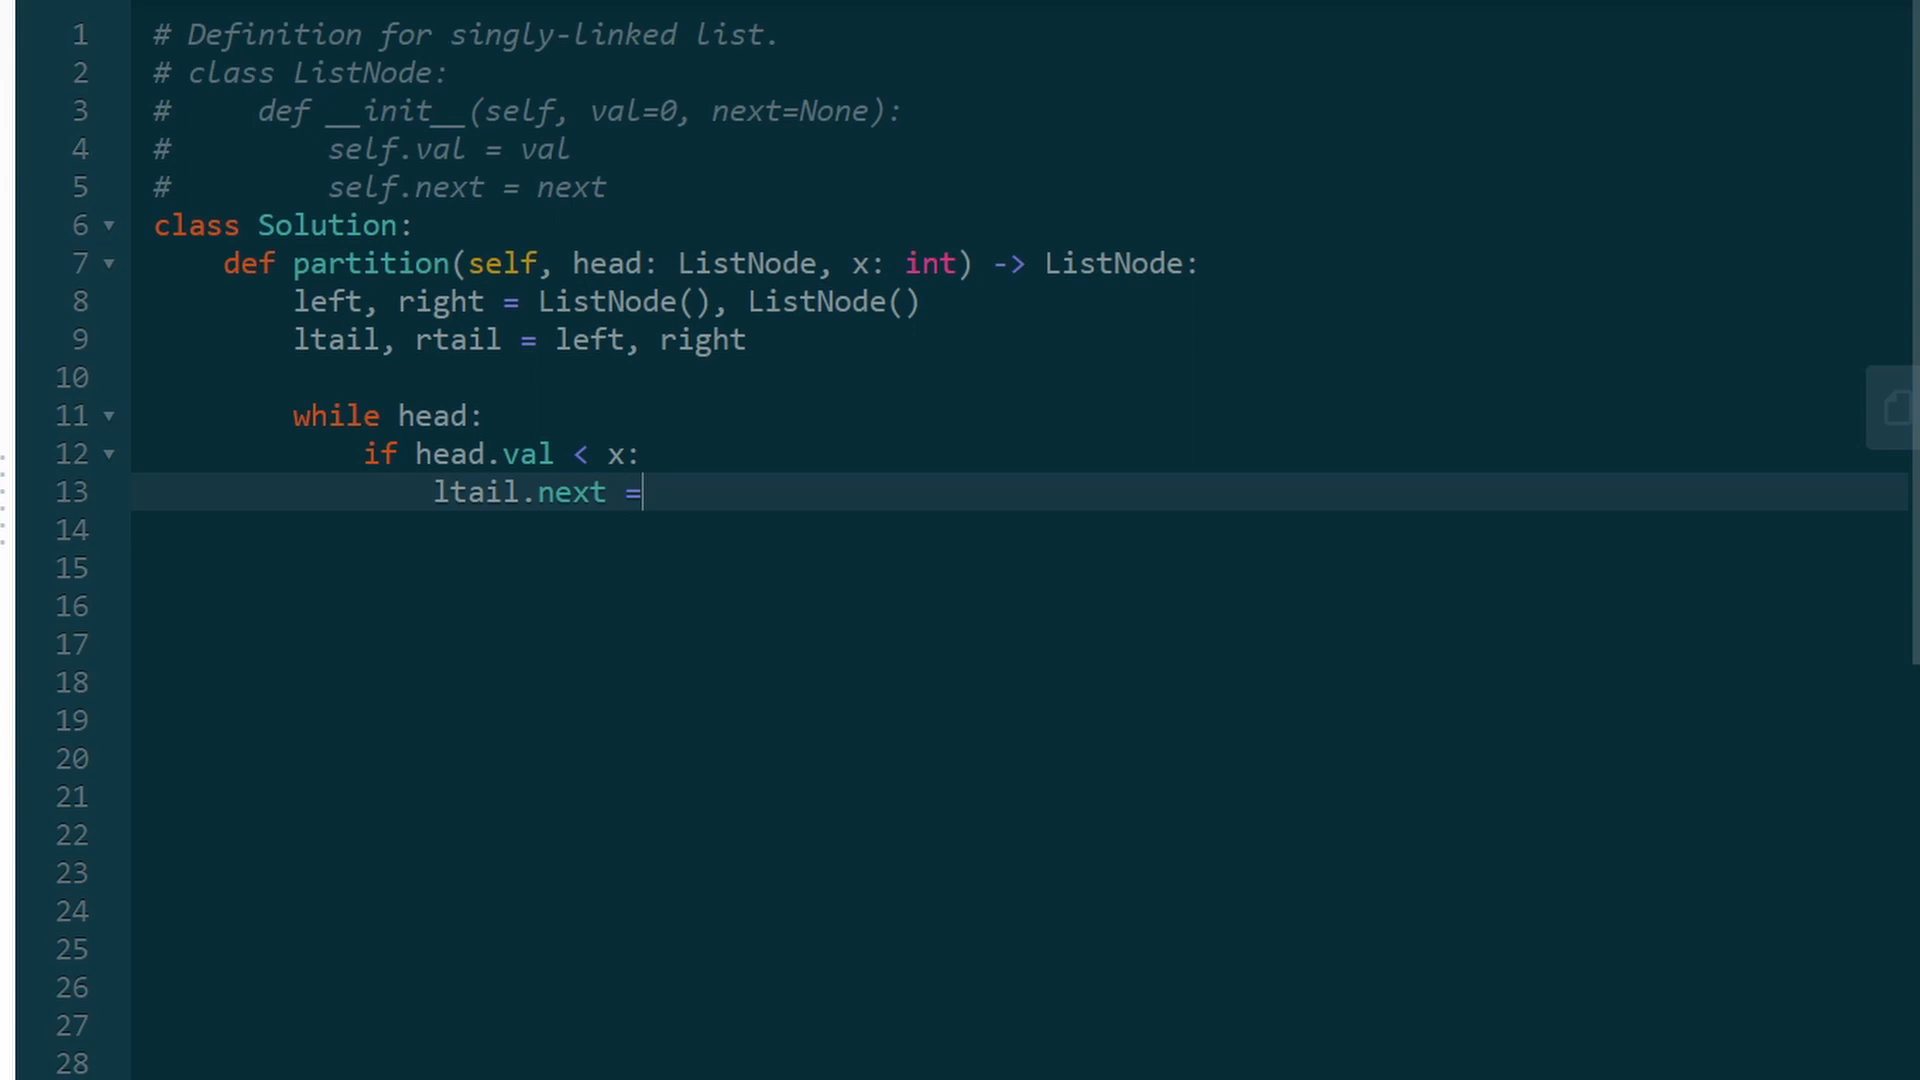 1 # Definition for singly-linked list.
2 # class ListNode:
3 #     def __init__(self, val=0, next=None):
4 #         self.val = val
5 #         self.next = next
6 class Solution:
7     def partition(self, head: ListNode, x: int) -> ListNode:
8         left, right = ListNode(), ListNode()
9         ltail, rtail = left, right
10
11         while head:
12             if head.val < x:
13                 ltail.next =
14
15
16
17
18
19
20
21
22
23
24
25
26
27
28